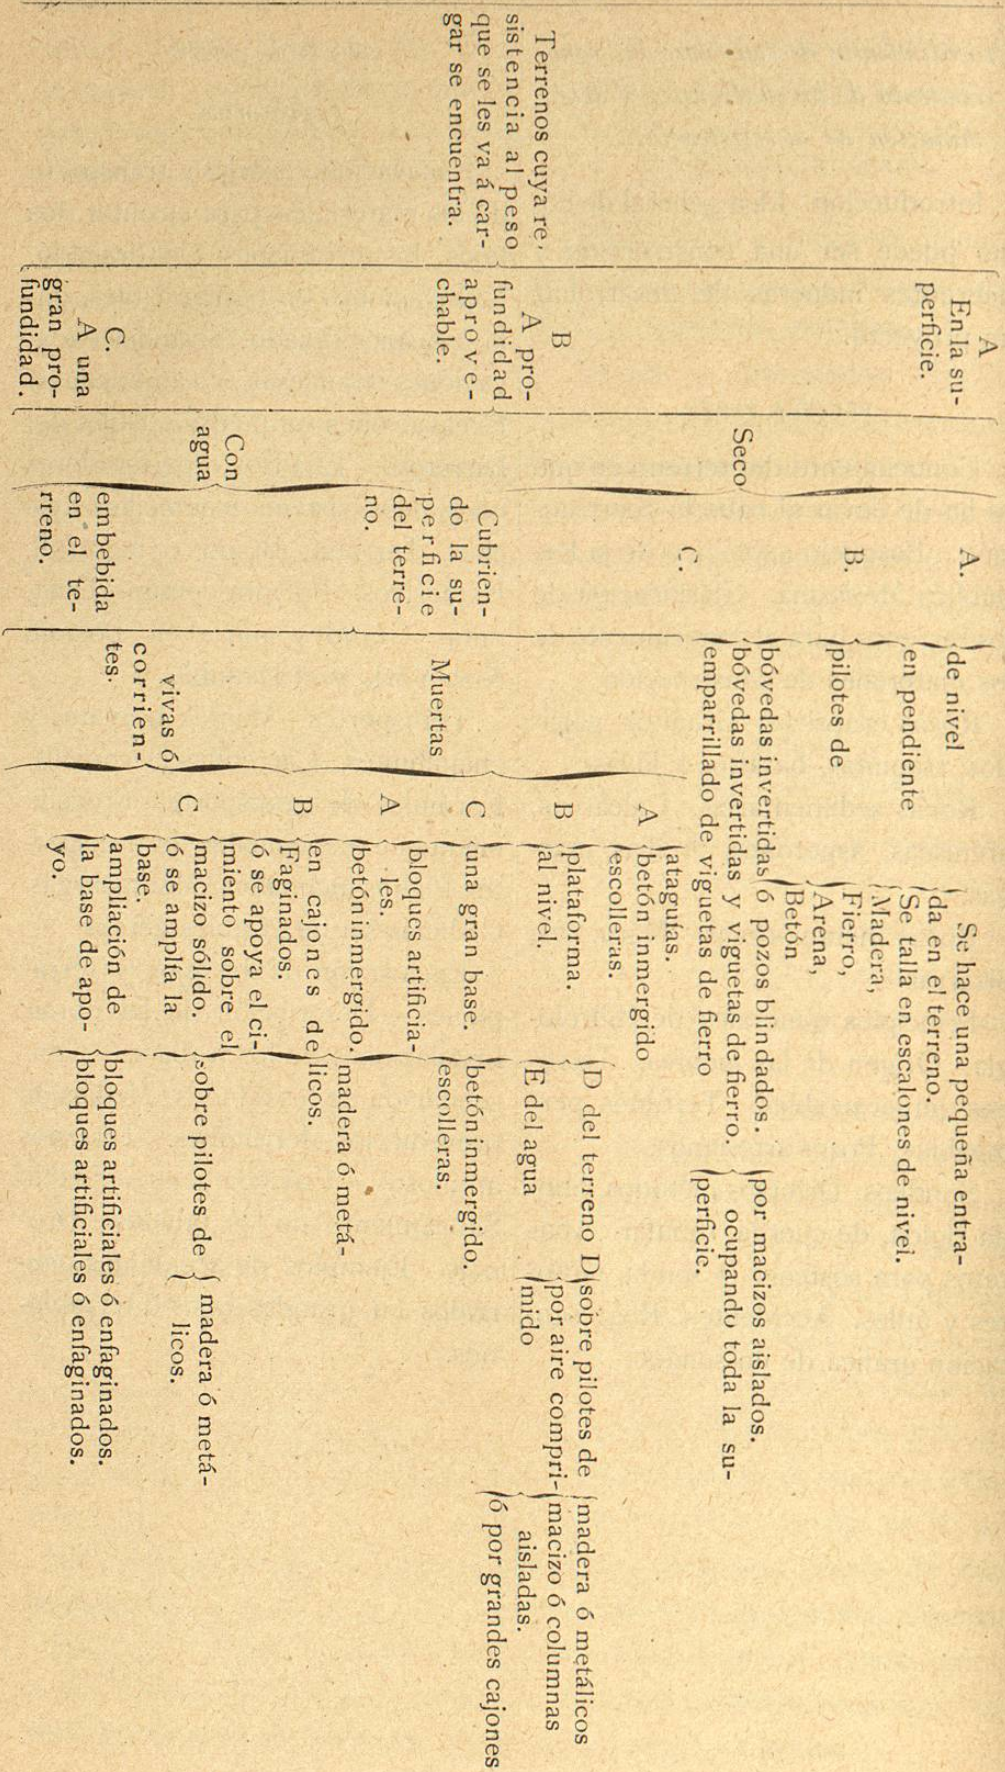 Terrenos cuya re-
sistencia al peso
que se les va á car-
gar se encuentra.
A
En la su-
perficie.
B
A pro-
fundidad
aprove-
chable.
C.
A una
gran pro-
fundidad.
Seco
Con
agua
A.
B.
C.
Cubrien-
do la su-
perficie
del terre-
no.
embebida
en el te-
rreno.
de nivel
en pendiente
pilotes de
bóvedas invertidas ó pozos blindados.
bóvedas invertidas y viguetas de fierro.
emparrillado de viguetas de fierro
Se hace una pequeña entra-
da en el terreno.
Se talla en escalones de nivel.
Madera,
Fierro,
Arena,
Betón
por macizos aislados.
ocupando toda la su-
perficie.
Muertas
vivas ó
corrien-
tes.
A
ataguías.
betón inmergido
escolleras.
B
plataforma.
al nivel.
D del terreno D
E del agua
sobre pilotes de
por aire compri-
mido
madera ó metálicos
macizo ó columnas
aisladas.
ó por grandes cajones
C
una gran base.
betón inmergido.
escolleras.
A
bloques artificia-
les.
betón inmergido.
B
en cajones de
Faginados.
madera ó metá-
licos.
C
ó se apoya el ci-
miento sobre el
macizo sólido.
ó se amplía la
base.
ampliación de
la base de apo-
yo.
sobre pilotes de
madera ó metá-
licos.
bloques artificiales ó enfaginados.
bloques artificiales ó enfaginados.